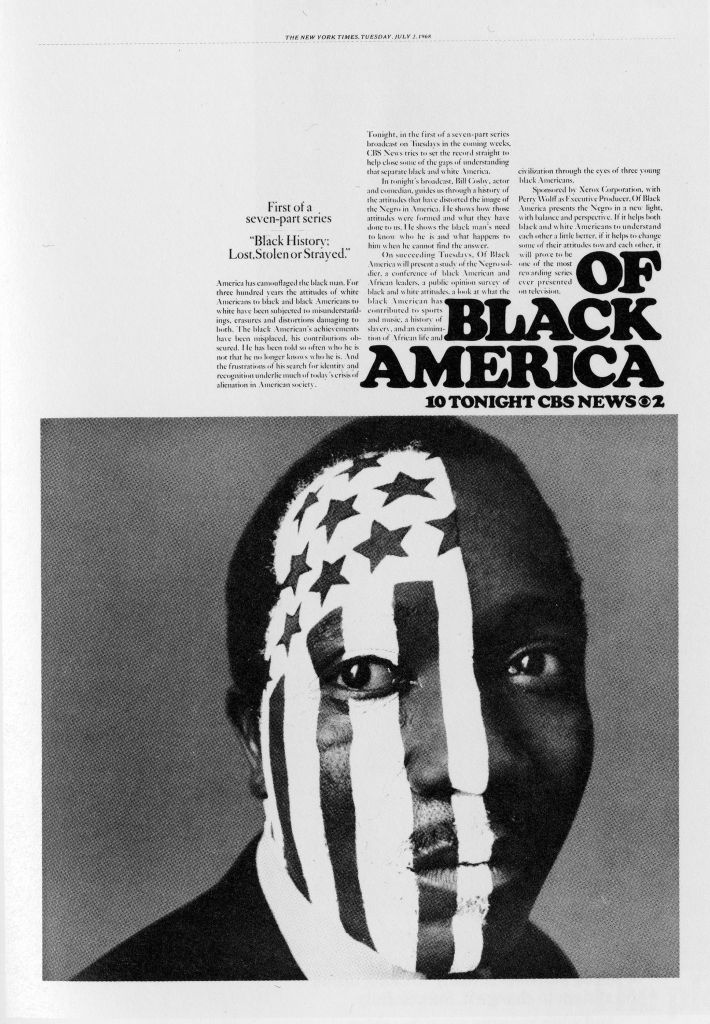 THE NEW YORK TIMES, TUESDAY, JULY 2, 1968
First of a
seven-part series
“Black History:
Lost, Stolen or Strayed.”
America has camouflaged the black man. For
three hundred years the attitudes of white
Americans to black and black Americans to
white have been subjected to misunderstand-
ings, erasures and distortions damaging to
both. The black American's achievements
have been misplaced, his contributions ob-
scured. He has been told so often who he is
not that he no longer knows who he is. And
the frustrations of his search for identity and
recognition underlie much of today's crisis of
alienation in American society.
Tonight, in the first of a seven-part series
broadcast on Tuesdays in the coming weeks,
CBS News tries to set the record straight to
help close some of the gaps of understanding
that separate black and white America.
In tonight's broadcast, Bill Cosby, actor
and comedian, guides us through a history of
the attitudes that have distorted the image of
the Negro in America. He shows how those
attitudes were formed and what they have
done to us. He shows the black man's need
to know who he is and what happens to
him when he cannot find the answer.
On succeeding Tuesdays, Of Black
America will present a study of the Negro sol-
dier, a conference of black American and
African leaders, a public opinion survey of
black and white attitudes, a look at what the
black American has
contributed to sports
and music, a history of
slavery, and an examina-
tion of African life and
civilization through the eyes of three young
black Americans.
Sponsored by Xerox Corporation, with
Perry Wolff as Executive Producer, Of Black
America presents the Negro in a new light,
with balance and perspective. If it helps both
black and white Americans to understand
each other a little better, if it helps to change
some of their attitudes toward each other, it
will prove to be
one of the most
rewarding series
ever presented
on television.
OF
BLACK
AMERICA
10 TONIGHT CBS NEWS 2